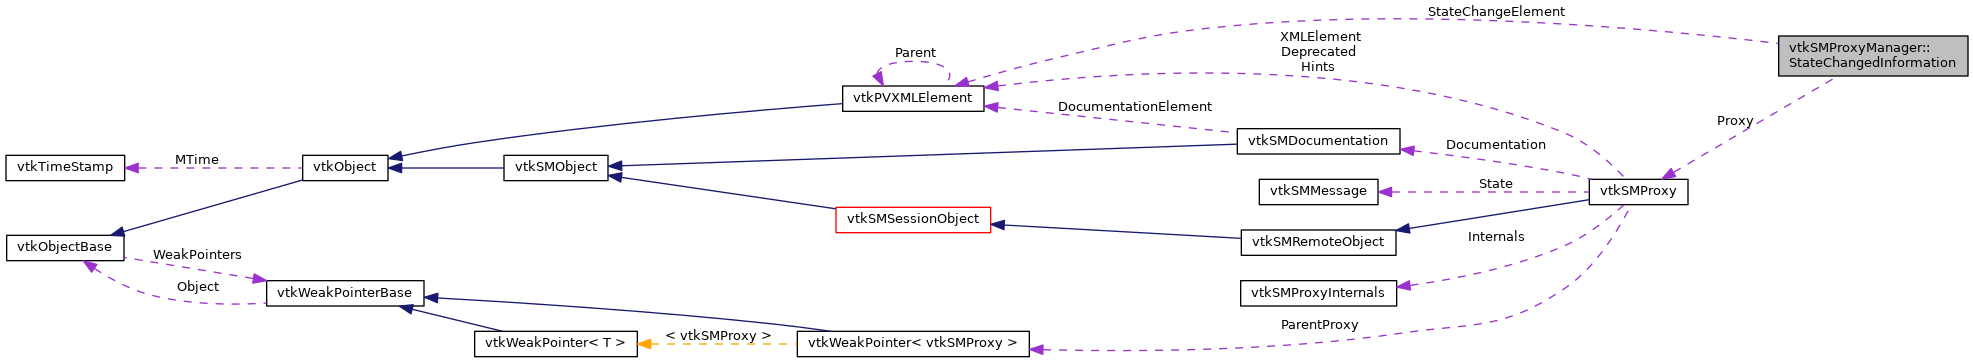 StateChangeElement
XMLElement
Deprecated
Hints
vtkSMProxyManager::
StateChangedInformation
Parent
vtkPVXMLElement
DocumentationElement
Proxy
vtkSMDocumentation
Documentation
MTime
vtkTimeStamp
vtkObject
vtkSMObject
State
vtkSMMessage
vtkSMProxy
vtkSMSessionObject
Internals
vtkSMRemoteObject
vtkObjectBase
WeakPointers
Object
vtkWeakPointerBase
vtkSMProxyInternals
ParentProxy
< vtkSMProxy >
vtkWeakPointer< T >
vtkWeakPointer< vtkSMProxy >